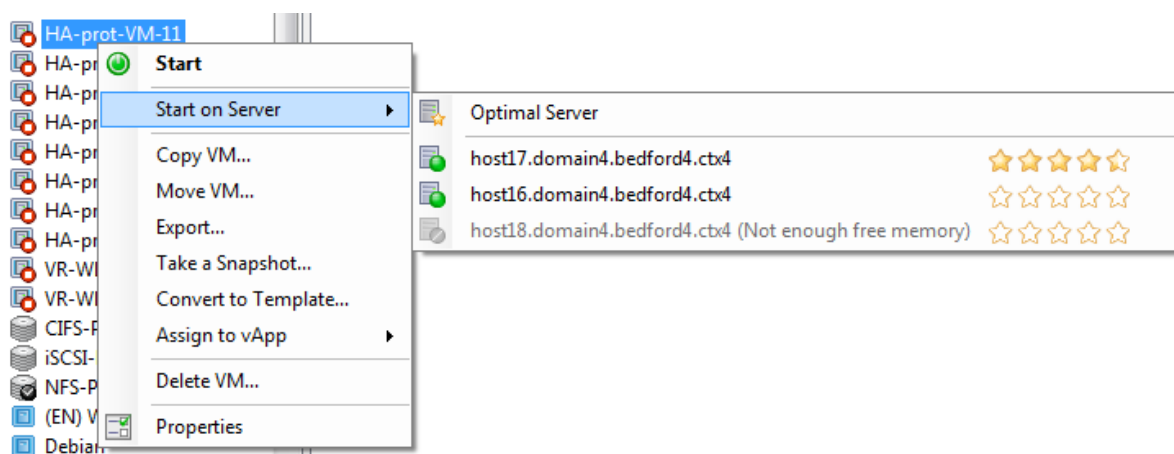 HA-prot-VM-11
HA-pr
Start
HA-pr
HA-pr
Start on Server
Optimal Server
HA-pr
Copy VM...
host17.domain4.bedford4.ctx4
HA-pr
Move VM...
host16.domain4.bedford4.ctx4
HA-pr
Export...
host18.domain4.bedford4.ctx4 (Not enough free memory)
HA-pr
Take a Snapshot...
VR-WI
Convert to Template...
VR-WI
Assign to vApp
CIFS-
iSCSI-
Delete VM...
NFS-P
Properties
(EN) W
Debian